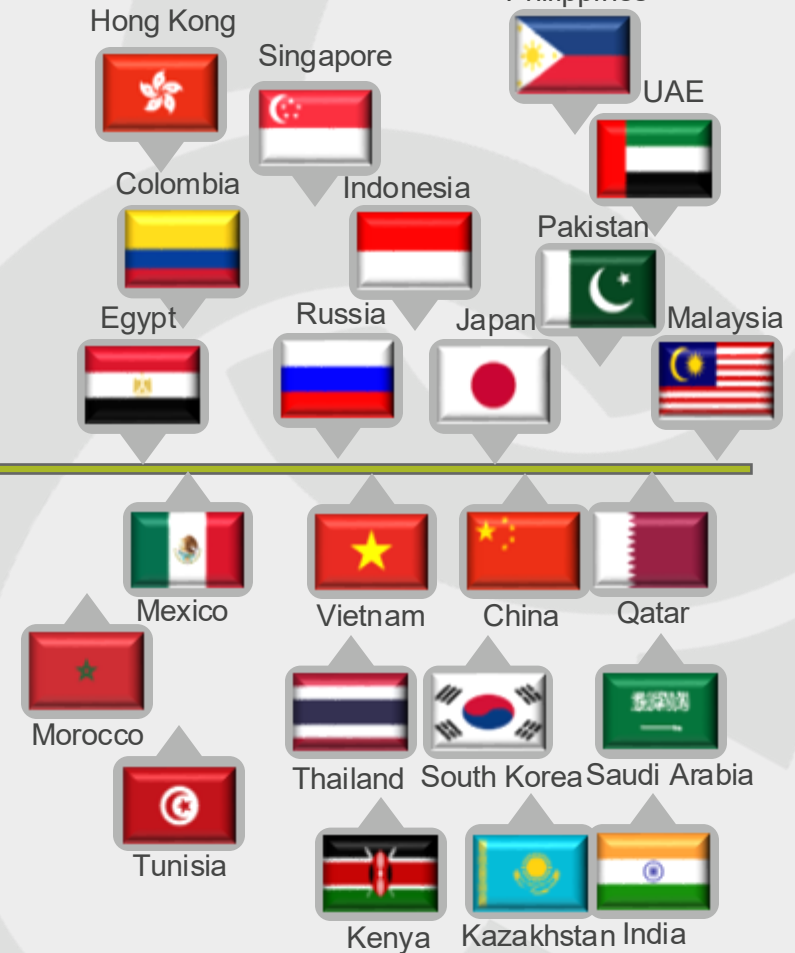 Philippines
Hong Kong
Singapore
UAE
Colombia
Indonesia
Pakistan
Egypt
Russia
Japan
Malaysia
Mexico
Vietnam
China
Qatar
Morocco
Thailand
South Korea
Saudi Arabia
Tunisia
Kenya
Kazakhstan
India